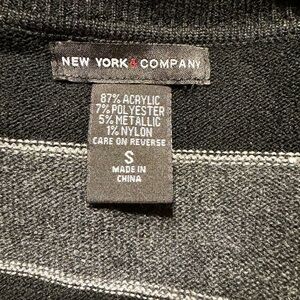 NEW YORK & COMPANY
87% ACRYLIC
7% POLYESTER
5% METALLIC
1% NYLON
CARE ON REVERSE
S
MADE IN
CHINA